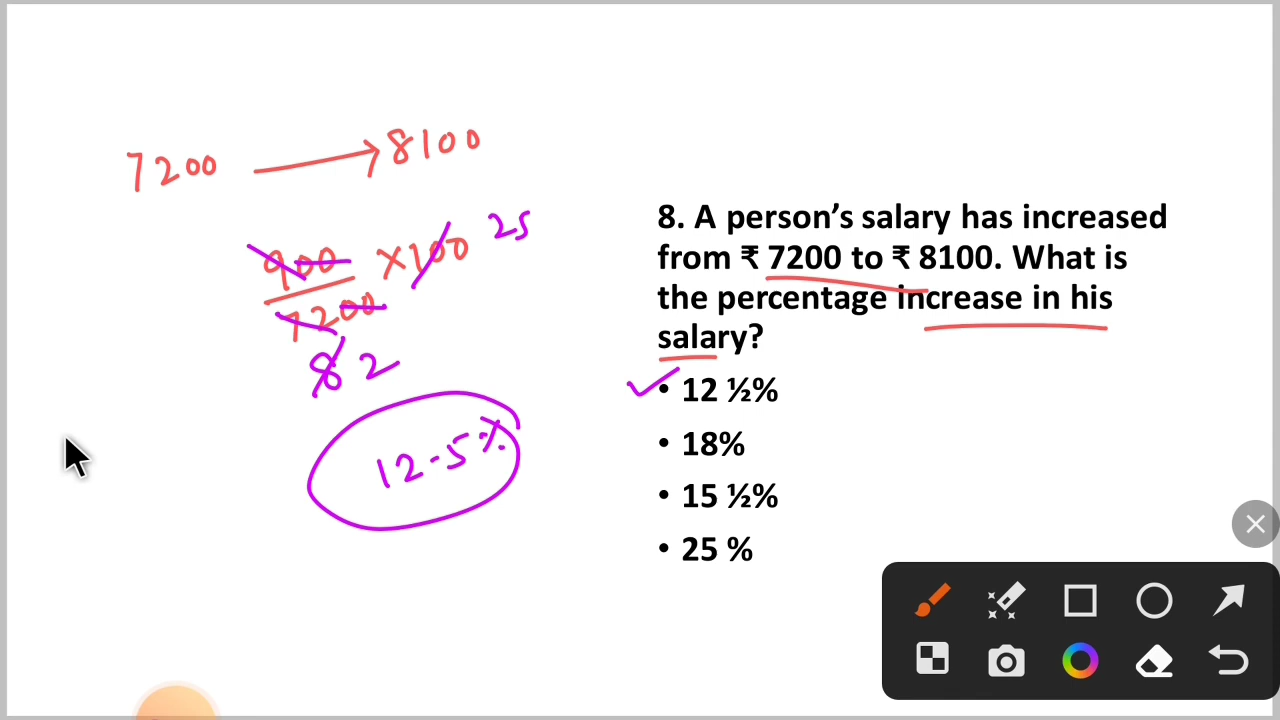 7200 → 8100
900 × 100 25
7200
8 2
12.5%
8. A person’s salary has increased
from ₹ 7200 to ₹ 8100. What is
the percentage increase in his
salary?
• 12 ½%
• 18%
• 15 ½%
• 25 %